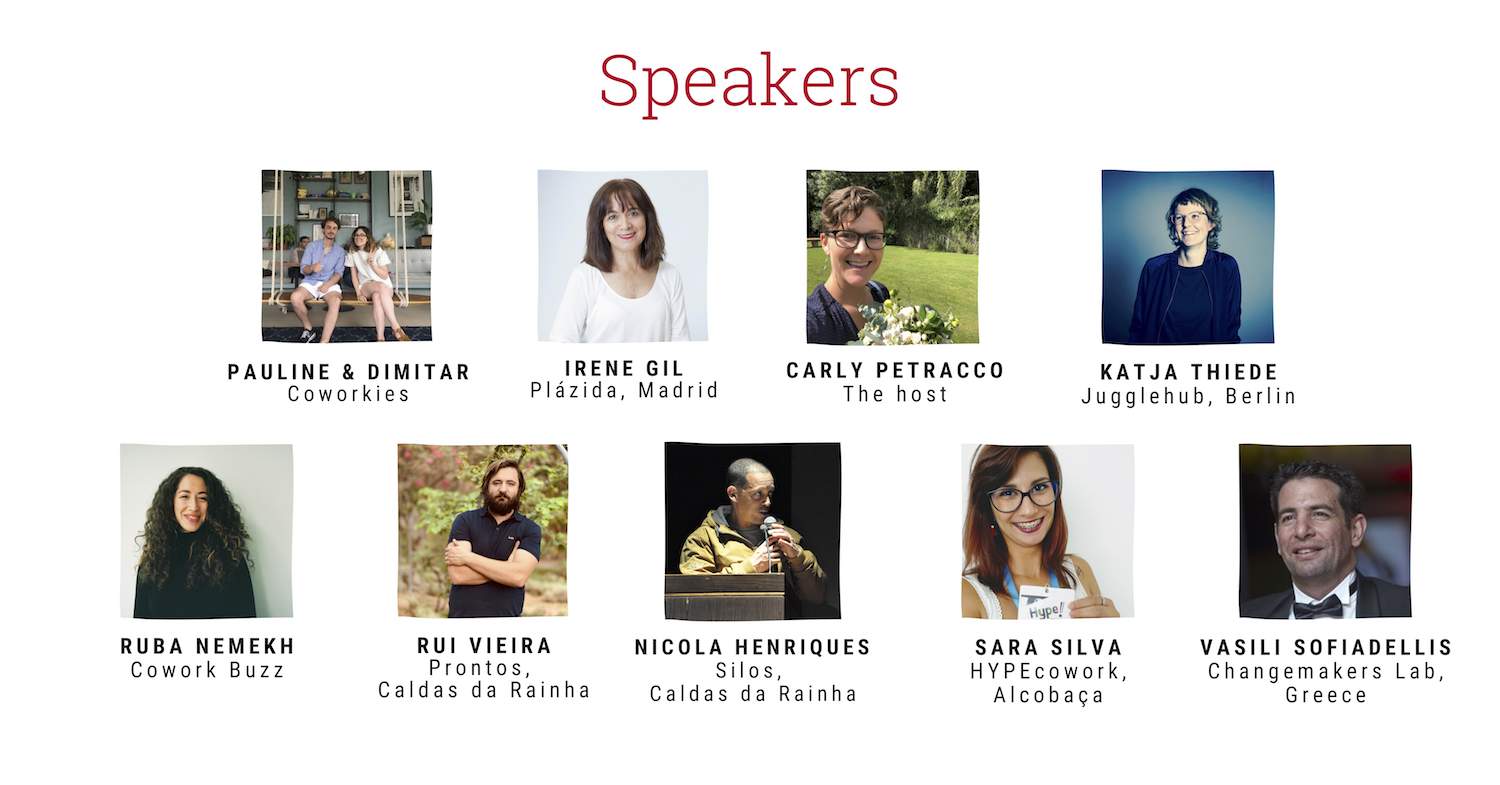 Speakers
PAULINE & DIMITAR
Coworkies
IRENE GIL
Plázida, Madrid
CARLY PETRACCO
The host
KATJA THIEDE
Jugglehub, Berlin
Hype!
RUBA NEMEKH
Cowork Buzz
RUI VIEIRA
Prontos,
Caldas da Rainha
NICOLA HENRIQUES
Silos,
Caldas da Rainha
SARA SILVA
HYPEcowork,
Alcobaça
VASILI SOFIADELLIS
Changemakers Lab,
Greece